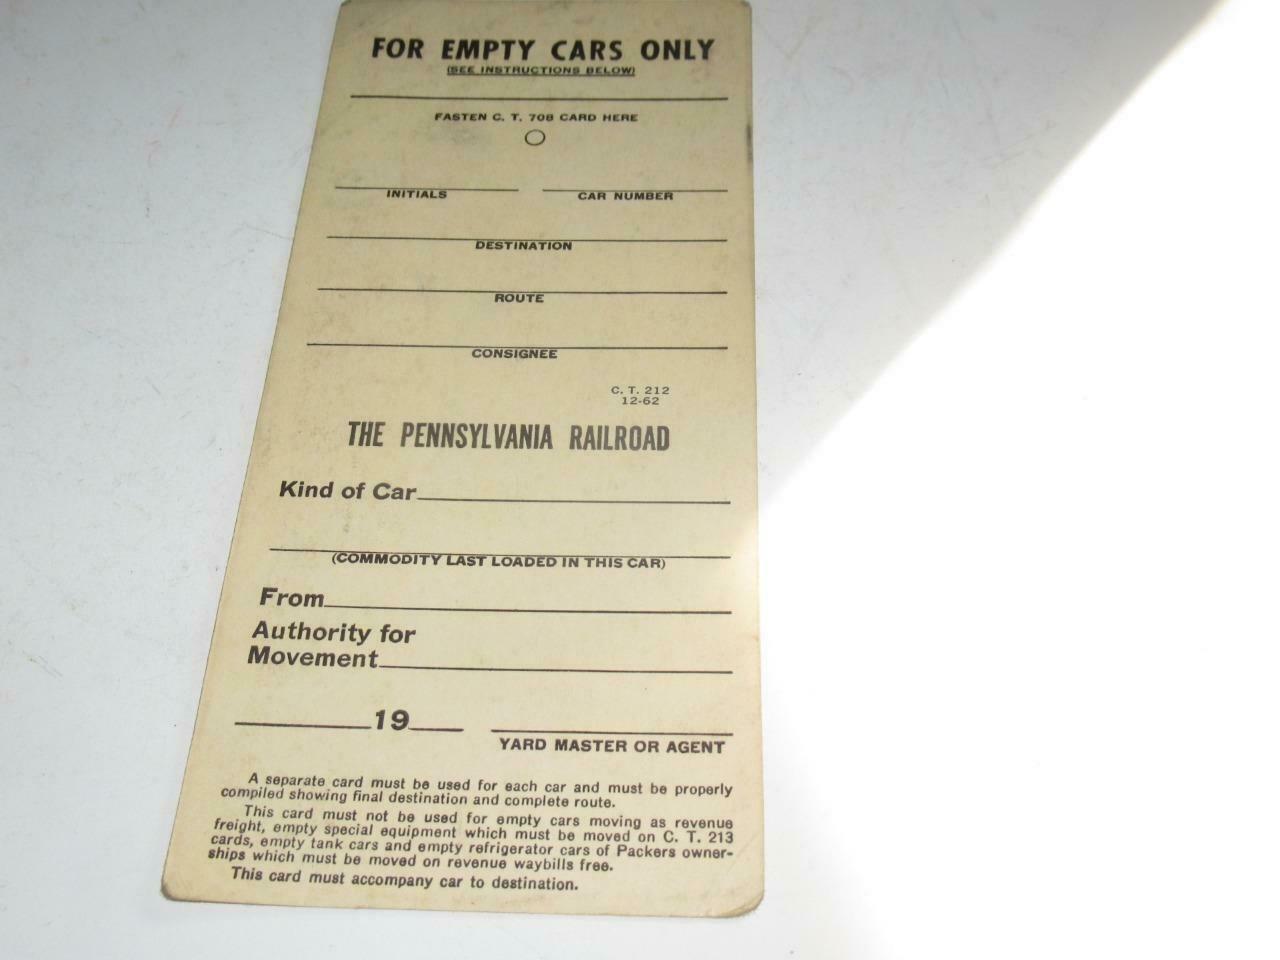 FOR EMPTY CARS ONLY
(SEE INSTRUCTIONS BELOW)
FASTEN C. T. 708 CARD HERE
INITIALS CAR NUMBER
DESTINATION
ROUTE
CONSIGNEE
C. T. 212
12-62
THE PENNSYLVANIA RAILROAD
Kind of Car
(COMMODITY LAST LOADED IN THIS CAR)
From
Authority for
Movement
19
YARD MASTER OR AGENT
A separate card must be used for each car and must be properly
compiled showing final destination and complete route.
This card must not be used for empty cars moving as revenue
freight, empty special equipment which must be moved on C. T. 213
cards, empty tank cars and empty refrigerator cars of Packers owner-
ships which must be moved on revenue waybills free.
This card must accompany car to destination.